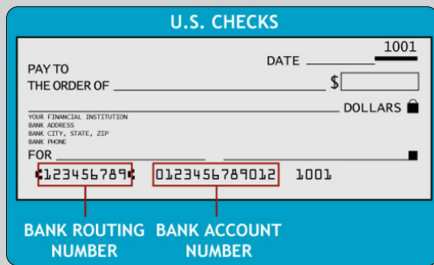 U.S. CHECKS
1001
DATE
PAY TO
THE ORDER OF $
DOLLARS
YOUR FINANCIAL INSTITUTION
BANK ADDRESS
BANK CITY, STATE, ZIP
BANK PHONE
FOR
⑆123456789⑆ 0123456789012 1001
BANK ROUTING NUMBER
BANK ACCOUNT NUMBER